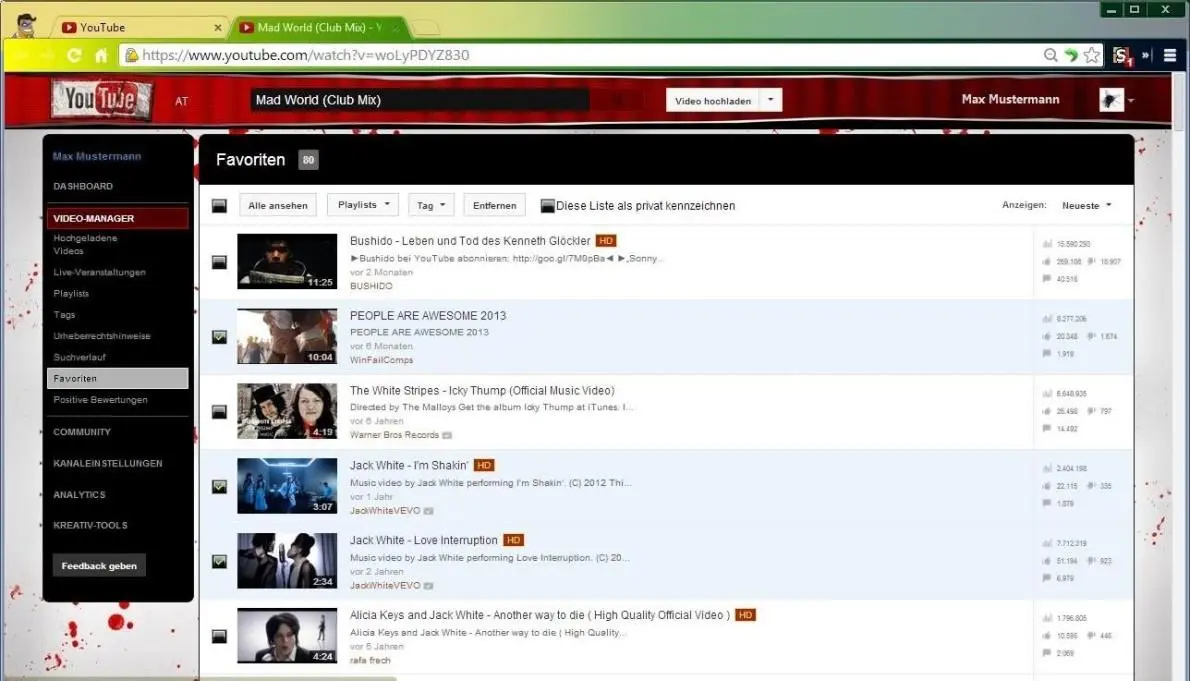 YouTube
Mad World (Club Mix) - Y
https://www.youtube.com/watch?v=woLyPDYZ830
YouTube AT
Mad World (Club Mix)
Video hochladen
Max Mustermann
Max Mustermann
DASHBOARD
VIDEO-MANAGER
Hochgeladene
Videos
Live-Veranstaltungen
Playlists
Tags
Urheberrechtshinweise
Suchverlauf
Favoriten
Positive Bewertungen
COMMUNITY
KANALEINSTELLUNGEN
ANALYTICS
KREATIV-TOOLS
Feedback geben
Favoriten 80
Alle ansehen Playlists Tag Entfernen Diese Liste als privat kennzeichnen Anzeigen: Neueste
11:25
Bushido - Leben und Tod des Kenneth Glöckler HD
►Bushido bei YouTube abonnieren: http://goo.gl/7M0pBa◄ ►„Sonny...
vor 2 Monaten
BUSHIDO
15.590.250
269.108 18.907
40.516
10:04
PEOPLE ARE AWESOME 2013
PEOPLE ARE AWESOME 2013
vor 6 Monaten
WinFailComps
8.277.206
20.348 1.674
1.919
4:19
The White Stripes - Icky Thump (Official Music Video)
Directed by The Malloys Get the album Icky Thump at iTunes. I...
vor 6 Jahren
Warner Bros Records
6.648.935
26.498 797
14.492
3:07
Jack White - I'm Shakin' HD
Music video by Jack White performing I'm Shakin'. (C) 2012 Thi...
vor 1 Jahr
JackWhiteVEVO
2.404.198
22.115 335
1.879
2:34
Jack White - Love Interruption HD
Music video by Jack White performing Love Interruption. (C) 20...
vor 2 Jahren
JackWhiteVEVO
7.712.319
51.194 923
6.979
4:24
Alicia Keys and Jack White - Another way to die ( High Quality Official Video ) HD
Alicia Keys and Jack White - Another way to die ( High Quality...
vor 5 Jahren
rafa frech
1.796.605
10.586 446
2.069